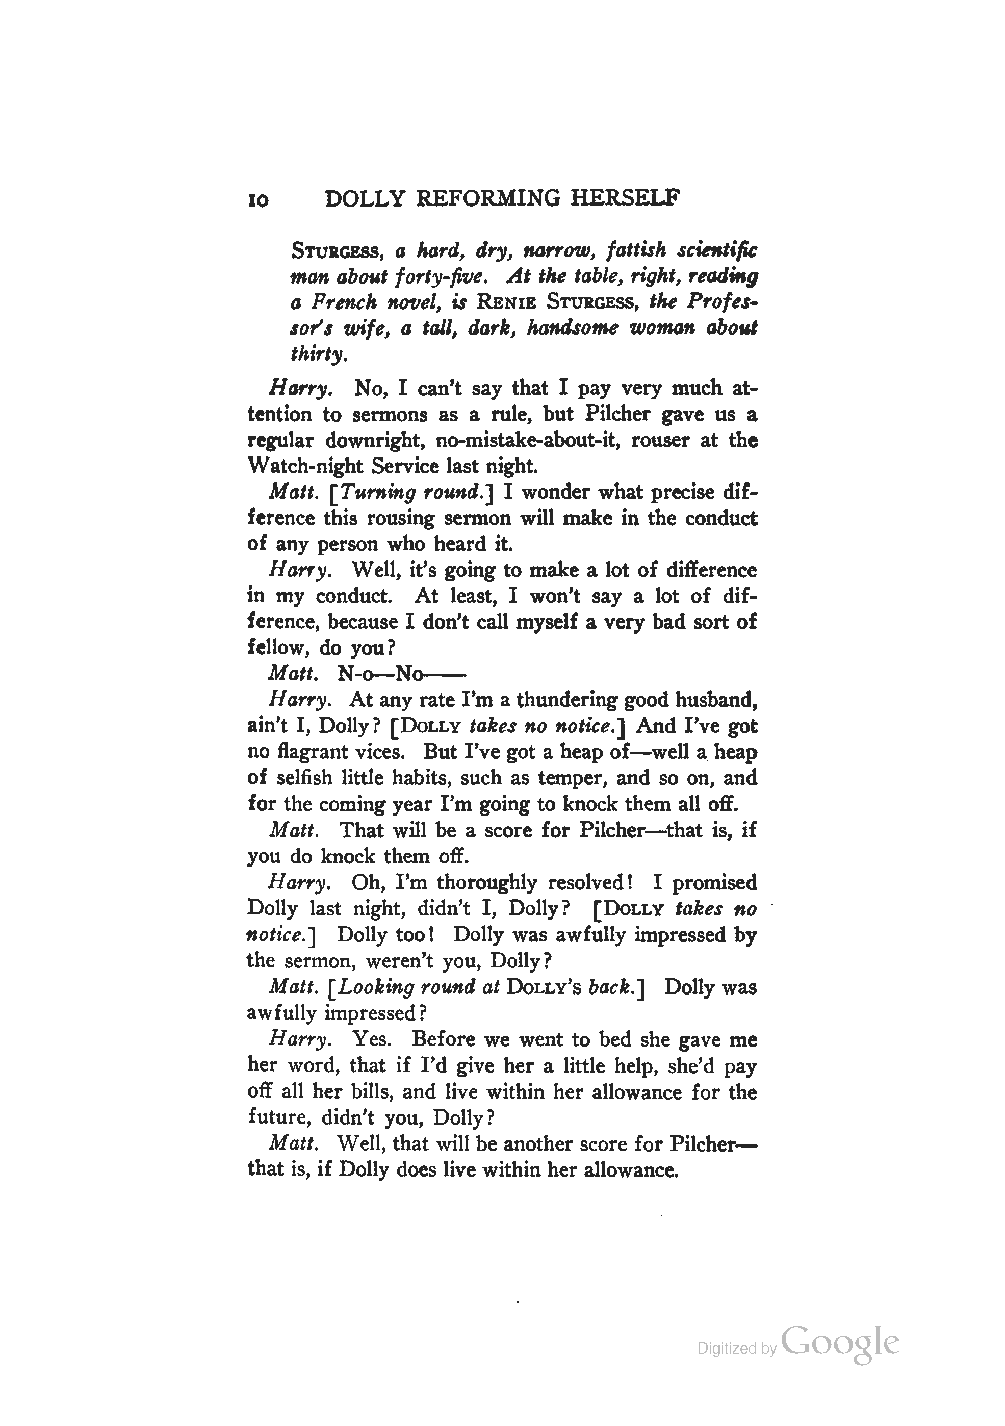 10 DOLLY REFORMING HERSELF
STURGESS, a hard, dry, narrow, fattish scientific
man about forty-five. At the table, right, reading
a French novel, is RENIE STURGESS, the Profes-
sor's wife, a tall, dark, handsome woman about
thirty.
Harry. No, I can't say that I pay very much at-
tention to sermons as a rule, but Pilcher gave us a
regular downright, no-mistake-about-it, rouser at the
Watch-night Service last night.
Matt. [Turning round.] I wonder what precise dif-
ference this rousing sermon will make in the conduct
of any person who heard it.
Harry. Well, it's going to make a lot of difference
in my conduct. At least, I won't say a lot of dif-
ference, because I don't call myself a very bad sort of
fellow, do you?
Matt. N-o—No——
Harry. At any rate I'm a thundering good husband,
ain't I, Dolly? [DOLLY takes no notice.] And I've got
no flagrant vices. But I've got a heap of—well a heap
of selfish little habits, such as temper, and so on, and
for the coming year I'm going to knock them all off.
Matt. That will be a score for Pilcher—that is, if
you do knock them off.
Harry. Oh, I'm thoroughly resolved! I promised
Dolly last night, didn't I, Dolly? [DOLLY takes no
notice.] Dolly too! Dolly was awfully impressed by
the sermon, weren't you, Dolly?
Matt. [Looking round at DOLLY's back.] Dolly was
awfully impressed?
Harry. Yes. Before we went to bed she gave me
her word, that if I'd give her a little help, she'd pay
off all her bills, and live within her allowance for the
future, didn't you, Dolly?
Matt. Well, that will be another score for Pilcher—
that is, if Dolly does live within her allowance.
Digitized by Google